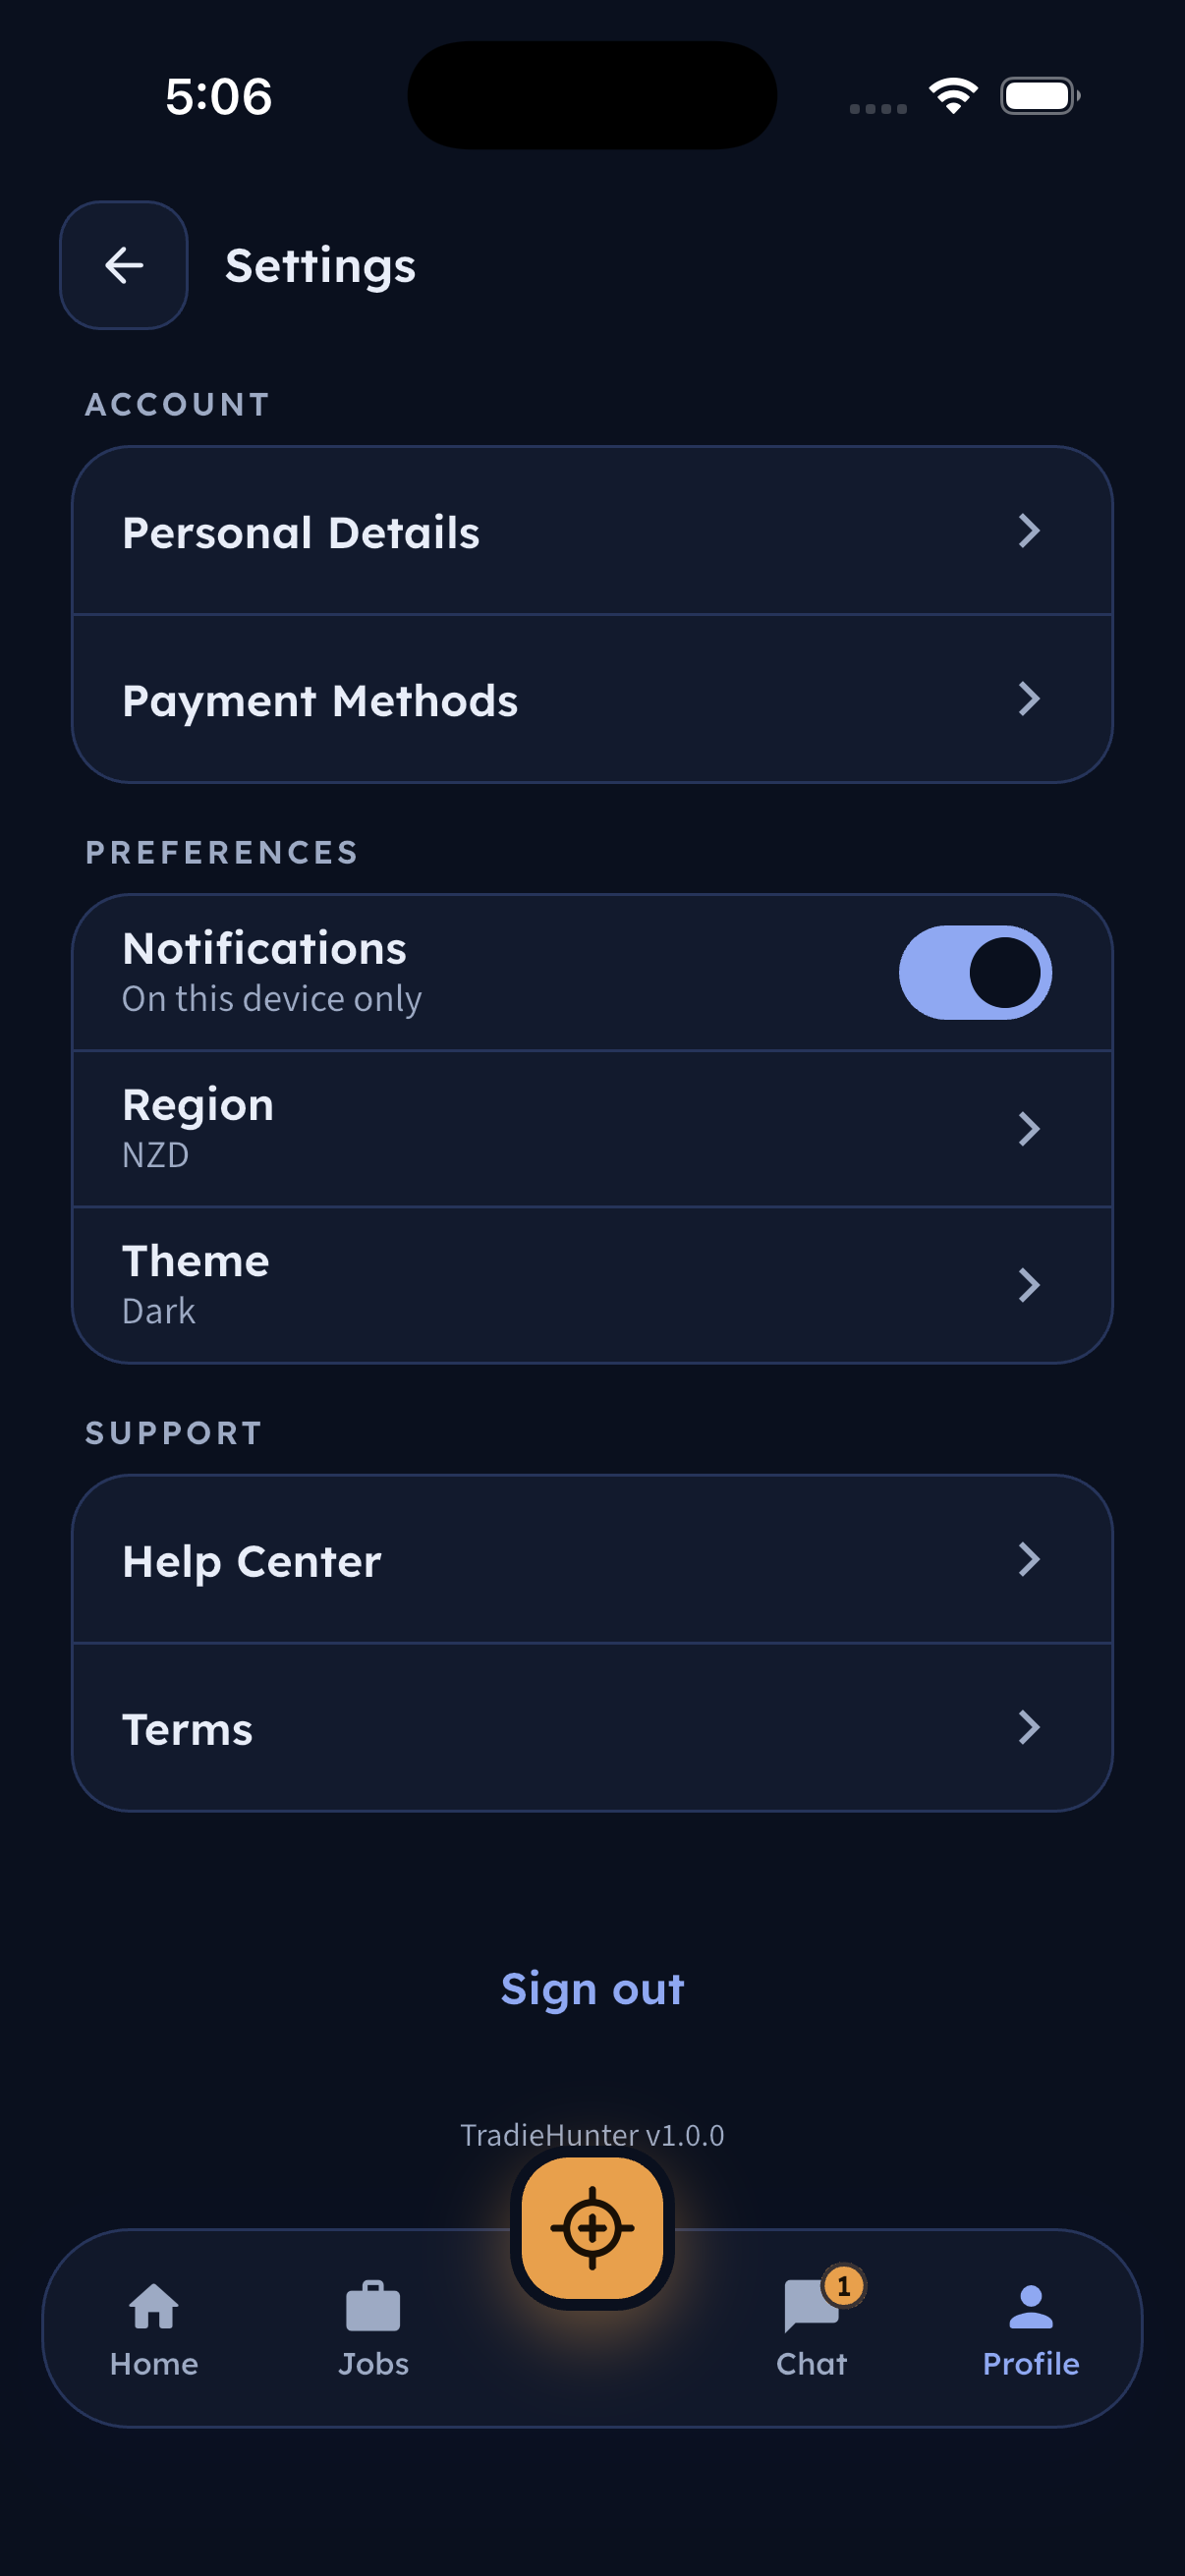 5:06
Settings
ACCOUNT
Personal Details
Payment Methods
PREFERENCES
Notifications
On this device only
Region
NZD
Theme
Dark
SUPPORT
Help Center
Terms
Sign out
TradieHunter v1.0.0
1
Home
Jobs
Chat
Profile